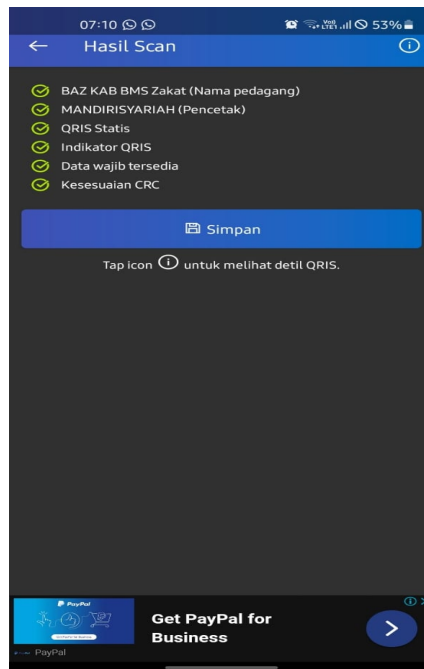 07:10 53%
Hasil Scan
BAZ KAB BMS Zakat (Nama pedagang)
MANDIRISYARIAH (Pencetak)
QRIS Statis
Indikator QRIS
Data wajib tersedia
Kesesuaian CRC
Simpan
Tap icon i untuk melihat detil QRIS.
PayPal
Get PayPal for
Business
PayPal